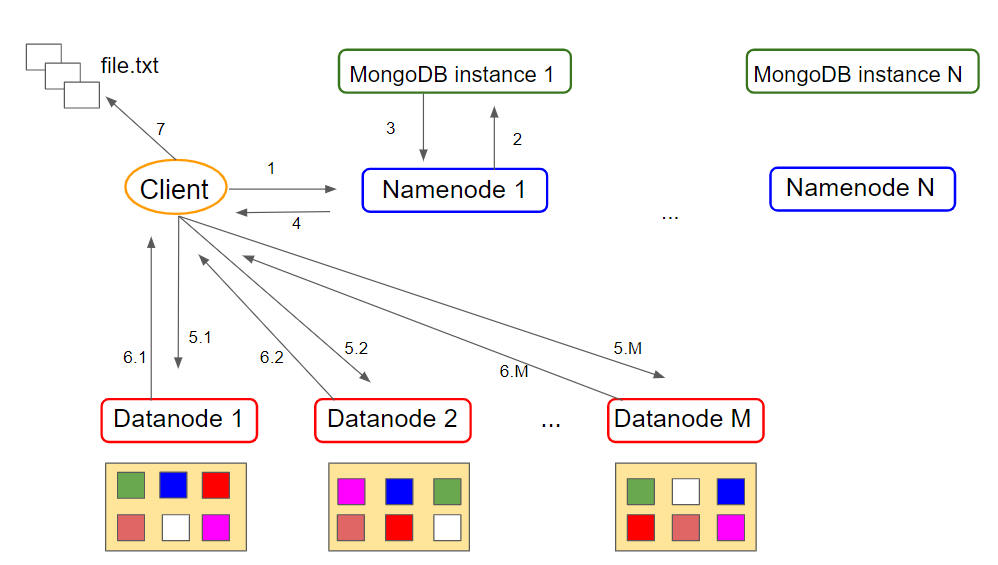 file.txt
MongoDB instance 1
MongoDB instance N
7
3
2
Client
1
Namenode 1
Namenode N
4
...
5.1
6.1
6.2
5.2
5.M
6.M
Datanode 1
Datanode 2
...
Datanode M